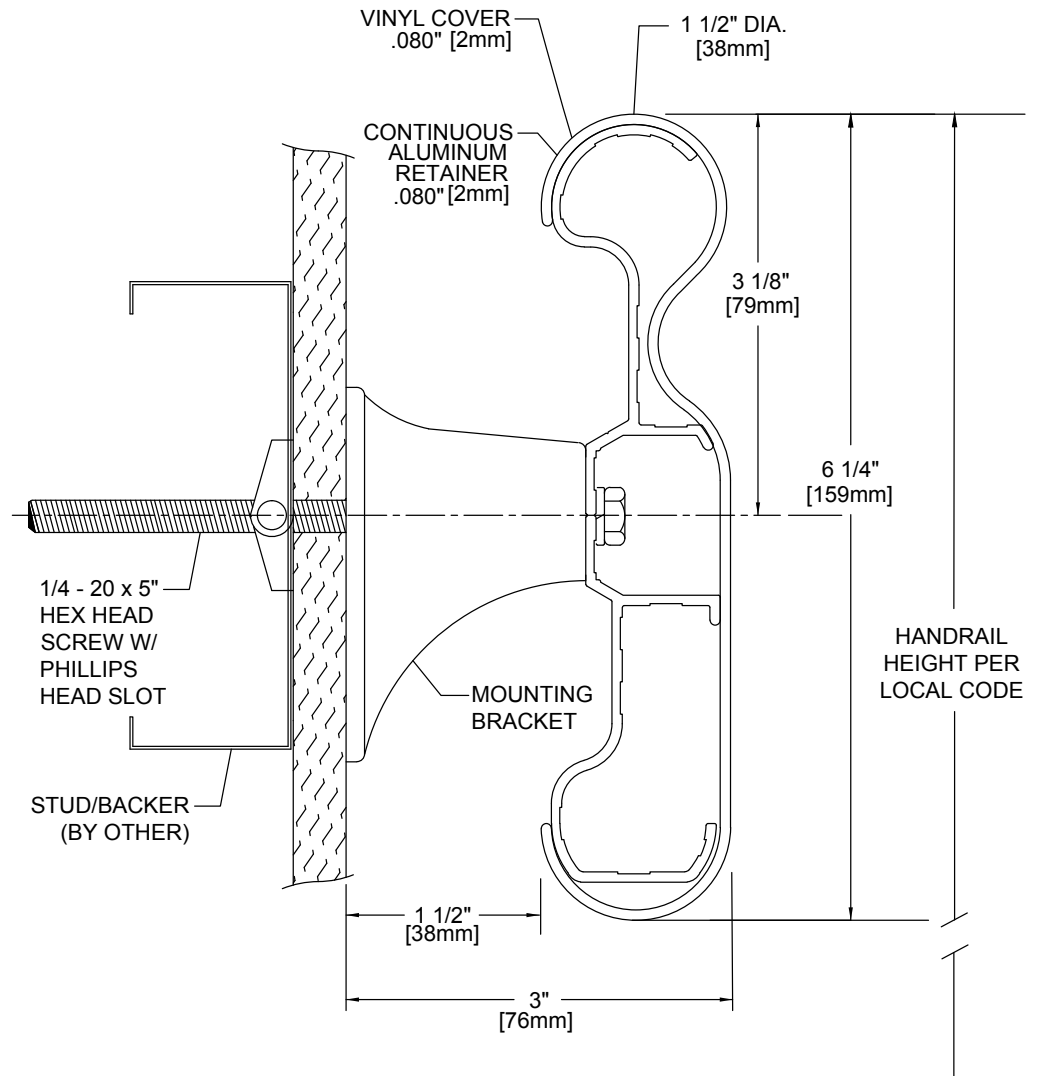 VINYL COVER
.080" [2mm]
1 1/2" DIA.
[38mm]
CONTINUOUS
ALUMINUM
RETAINER
.080" [2mm]
3 1/8"
[79mm]
6 1/4"
[159mm]
1/4 - 20 x 5"
HEX HEAD
SCREW W/
PHILLIPS
HEAD SLOT
MOUNTING
BRACKET
HANDRAIL
HEIGHT PER
LOCAL CODE
STUD/BACKER
(BY OTHER)
1 1/2"
[38mm]
3"
[76mm]